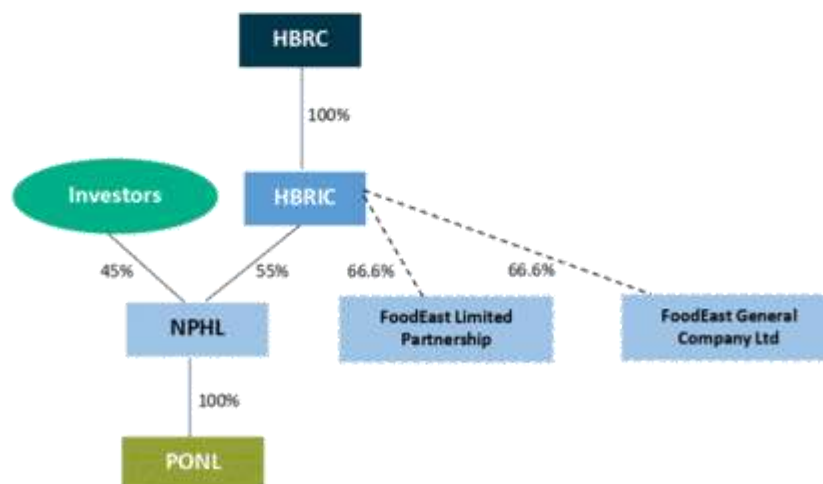 HBRC
100%
Investors
HBRIC
45%
55%
66.6%
66.6%
NPHL
FoodEast Limited
Partnership
FoodEast General
Company Ltd
100%
PONL